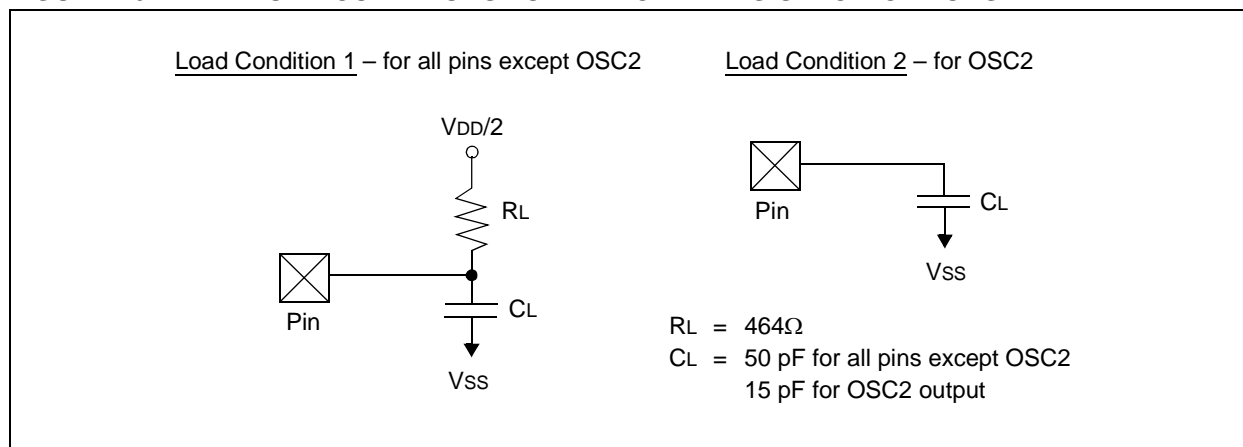 Load Condition 1 – for all pins except OSC2
Load Condition 2 – for OSC2
VDD/2
RL
Pin
CL
VSS
Pin
CL
VSS
RL = 464Ω
CL = 50 pF for all pins except OSC2
15 pF for OSC2 output